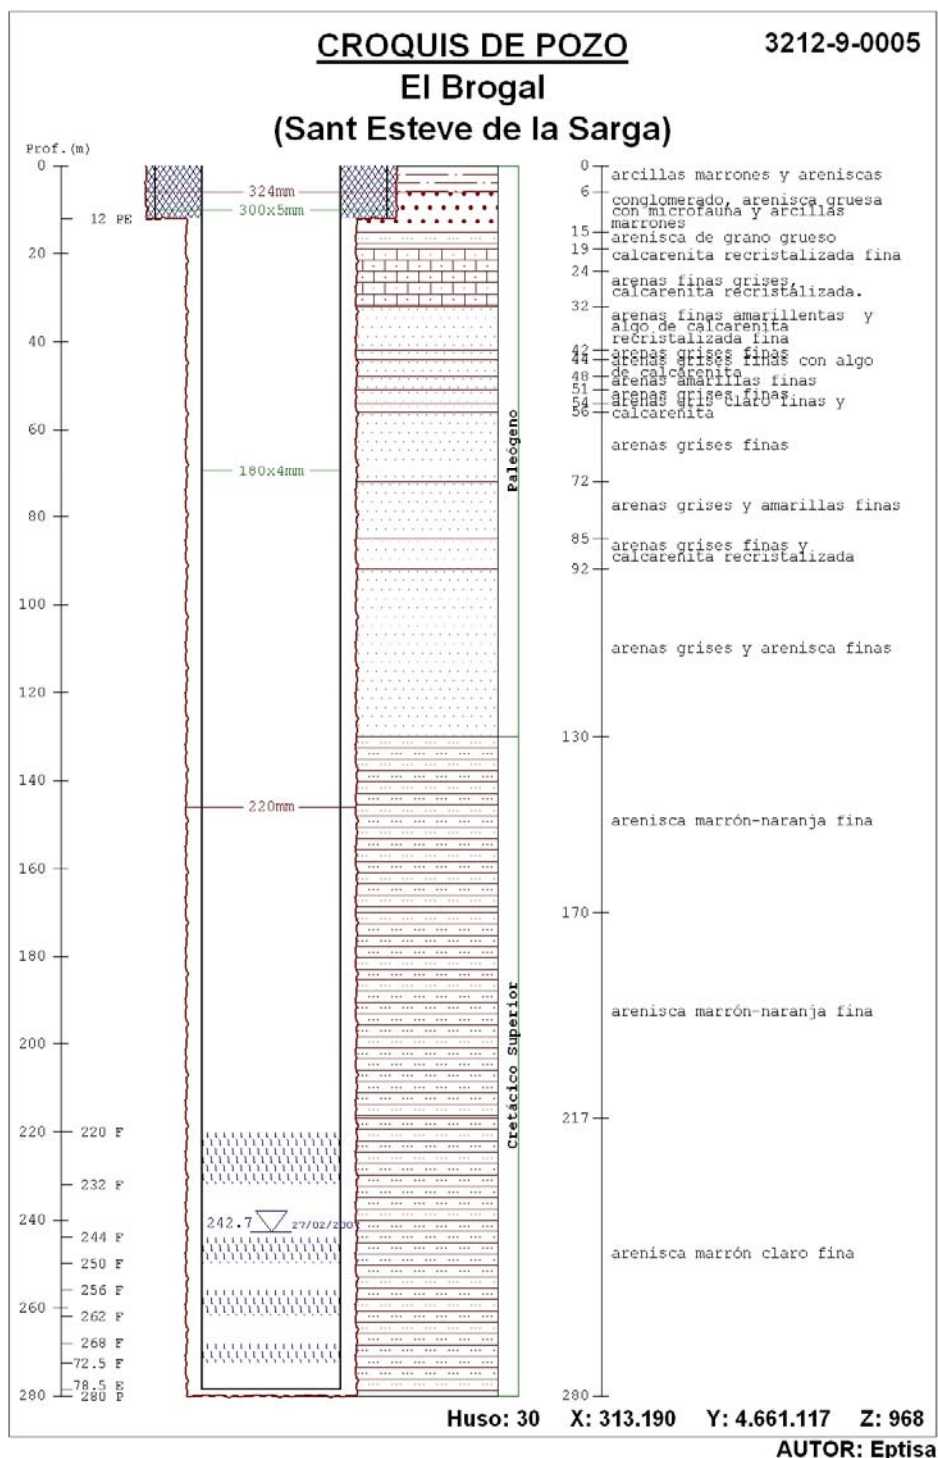 CROQUIS DE POZO
3212-9-0005
El Brogal
(Sant Esteve de la Sarga)
Prof.(m)
0
12 PE
20
40
60
80
100
120
140
160
180
200
220
220 F
232 F
240
244 F
250 F
256 F
260
262 F
268 F
72.5 F
78.5 E
280
280 P
324mm
300x5mm
180x4mm
220mm
242.7
27/02/200
Paleógeno
Cretácico Superior
0
arcillas marrones y areniscas
6
conglomerado, arenisca gruesa
con microfauna y arcillas
marrones
15
arenisca de grano grueso
19
calcarenita recristalizada fina
24
arenas finas grises,
calcarenita recristalizada.
32
arenas finas amarillentas y
algo de calcarenita
recristalizada fina
42
arenas grises finas
44
arenas grises finas con algo
de calcarenita
48
arenas amarillas finas
51
arenas grises finas
54
arenas gris claro finas y
calcarenita
56
arenas grises finas
72
arenas grises y amarillas finas
85
arenas grises finas y
calcarenita recristalizada
92
arenas grises y arenisca finas
130
arenisca marrón-naranja fina
170
arenisca marrón-naranja fina
217
arenisca marrón claro fina
280
Huso: 30 X: 313.190 Y: 4.661.117 Z: 968
AUTOR: Eptisa